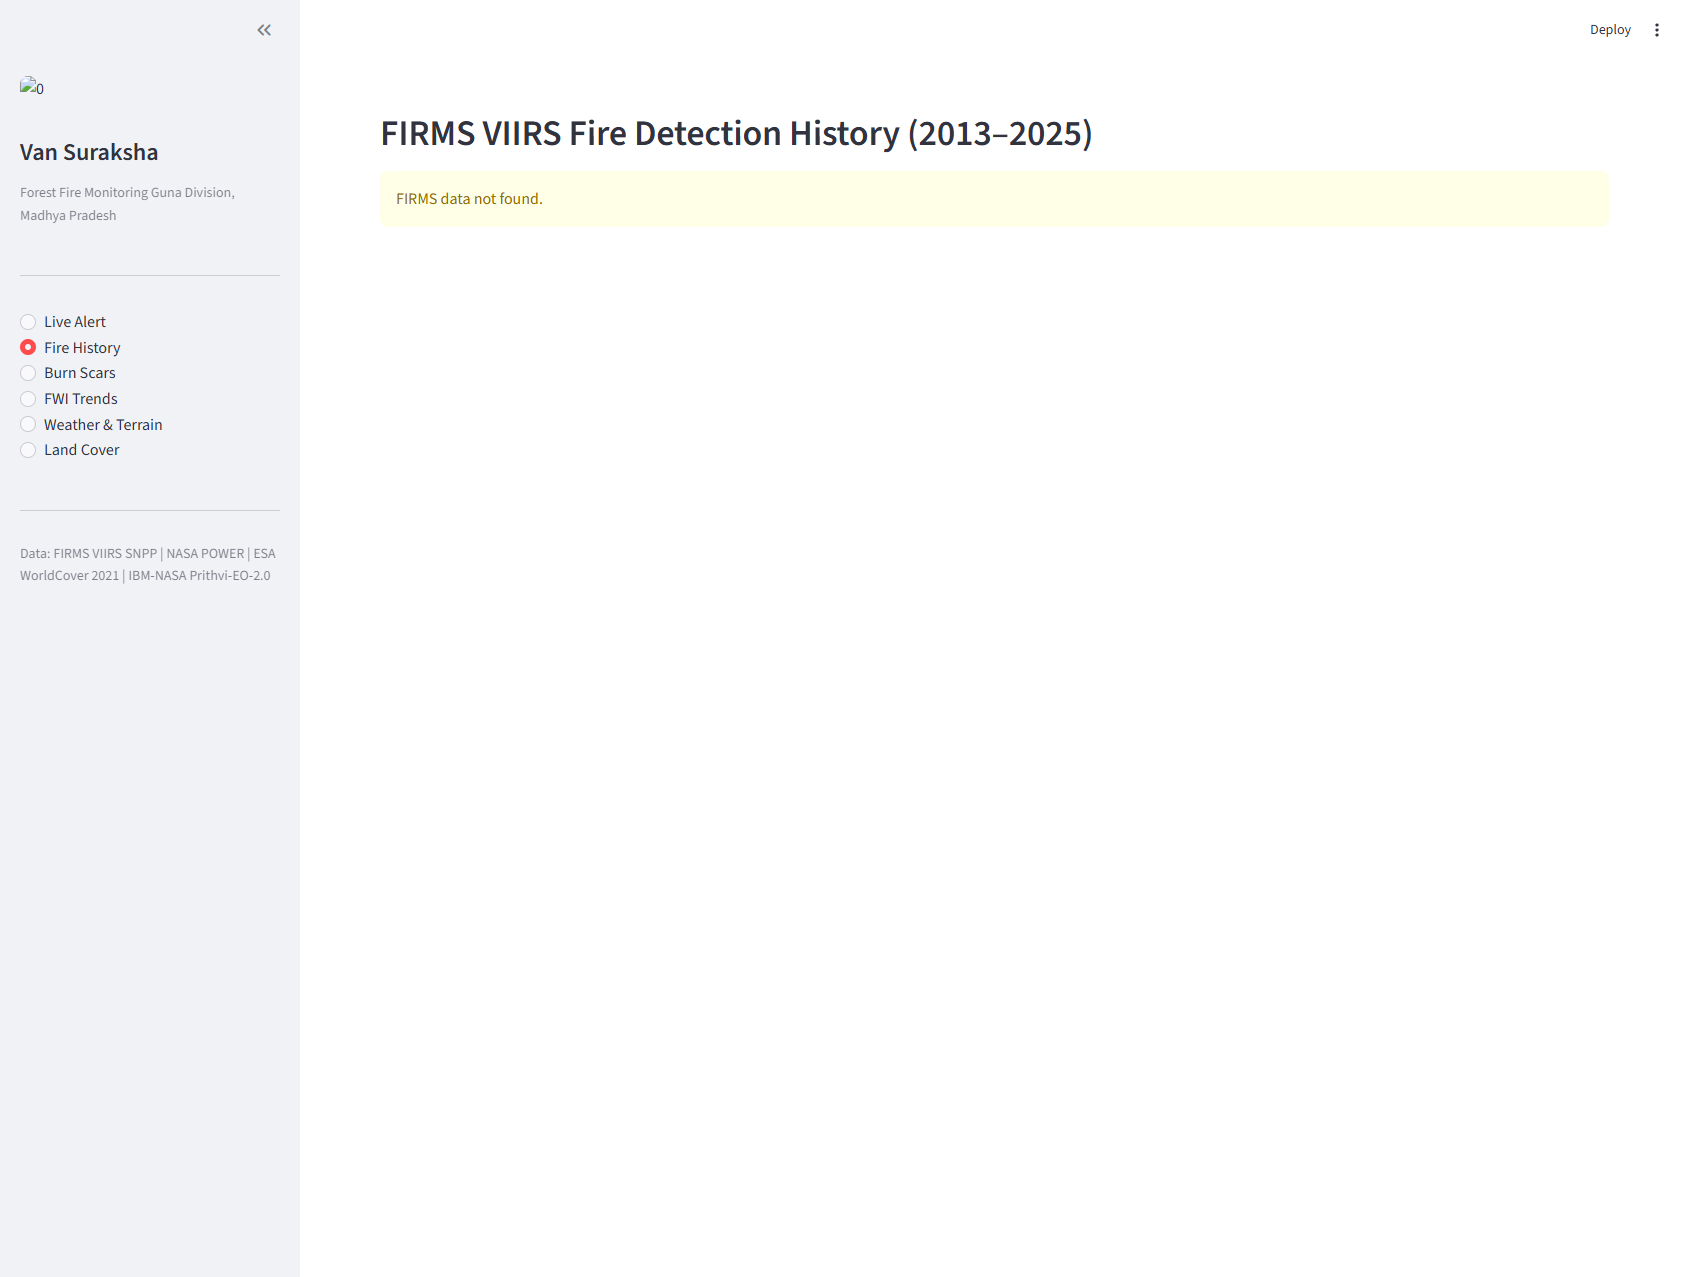 Deploy
0
Van Suraksha
Forest Fire Monitoring Guna Division,
Madhya Pradesh
Live Alert
Fire History
Burn Scars
FWI Trends
Weather & Terrain
Land Cover
Data: FIRMS VIIRS SNPP | NASA POWER | ESA
WorldCover 2021 | IBM-NASA Prithvi-EO-2.0
FIRMS VIIRS Fire Detection History (2013–2025)
FIRMS data not found.